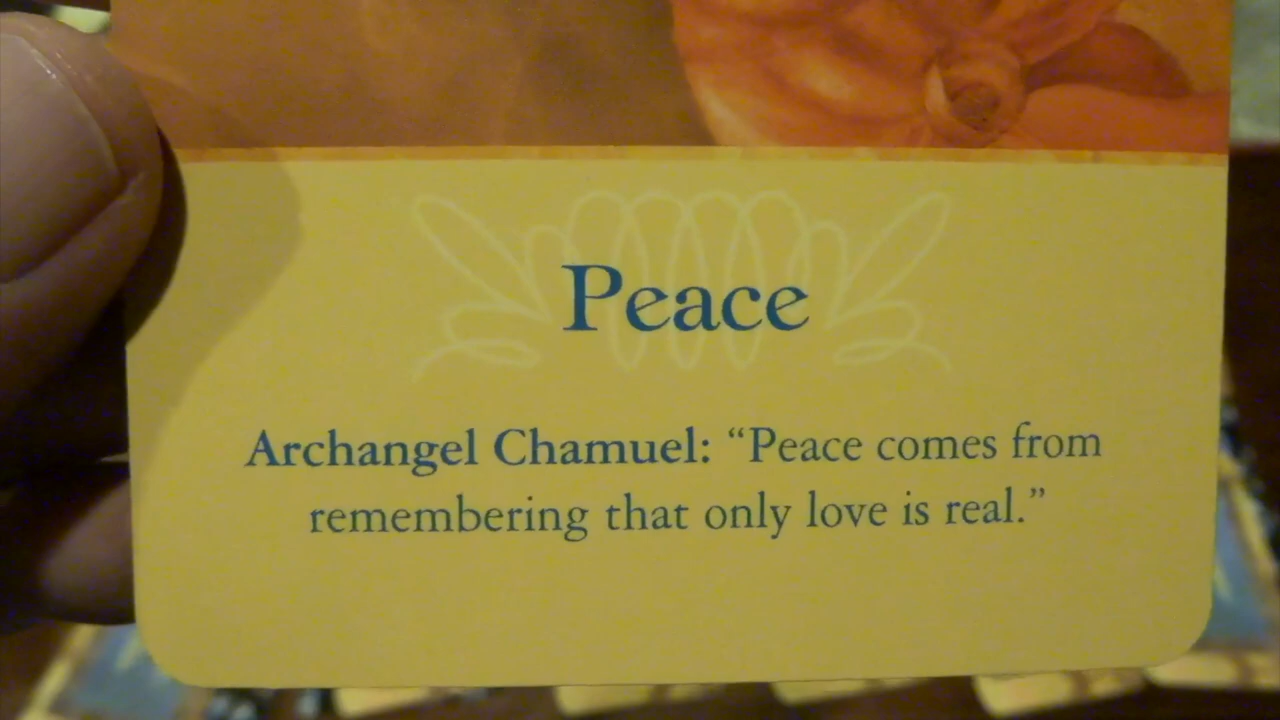 Peace
Archangel Chamuel: “Peace comes from
remembering that only love is real.”